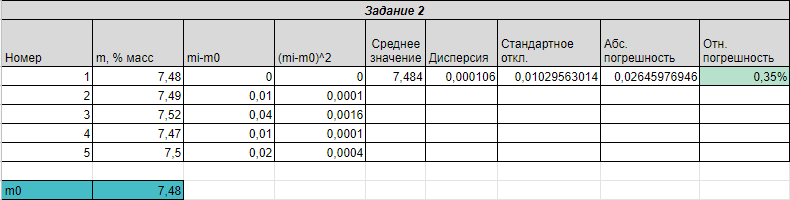 Задание 2
Номер m, % масс mi-m0 (mi-m0)^2 Среднее значение Дисперсия Стандартное откл. Абс. погрешность Отн. погрешность
1 7,48 0 0 7,484 0,000106 0,01029563014 0,02645976946 0,35%
2 7,49 0,01 0,0001
3 7,52 0,04 0,0016
4 7,47 0,01 0,0001
5 7,5 0,02 0,0004
m0 7,48